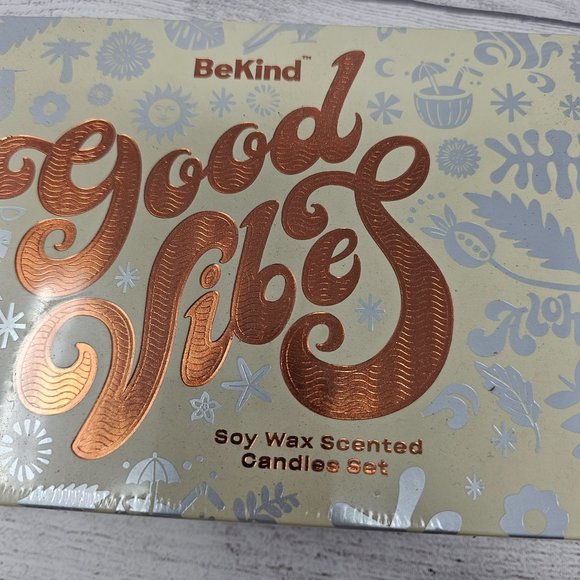 BeKind™
good
Vibes
Soy Wax Scented
Candles Set